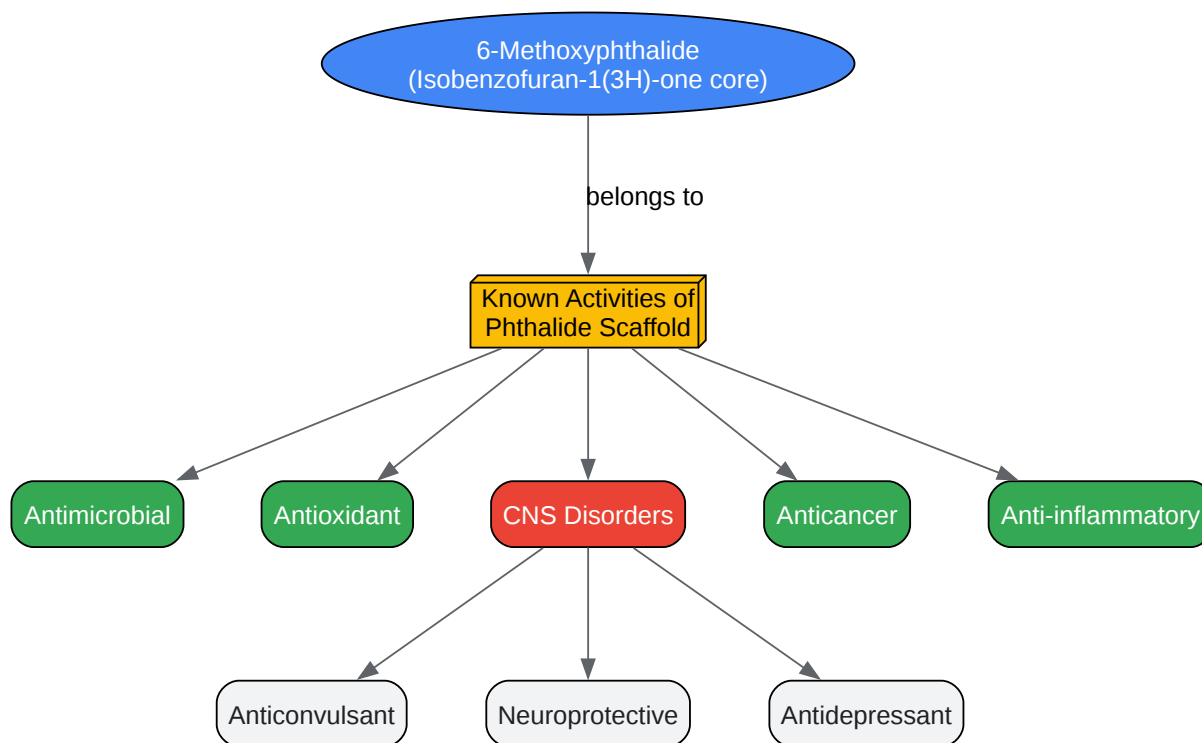 6-Methoxyphthalide
(Isobenzofuran-1(3H)-one core)
belongs to
Known Activities of
Phthalide Scaffold
Antimicrobial
Antioxidant
CNS Disorders
Anticancer
Anti-inflammatory
Anticonvulsant
Neuroprotective
Antidepressant